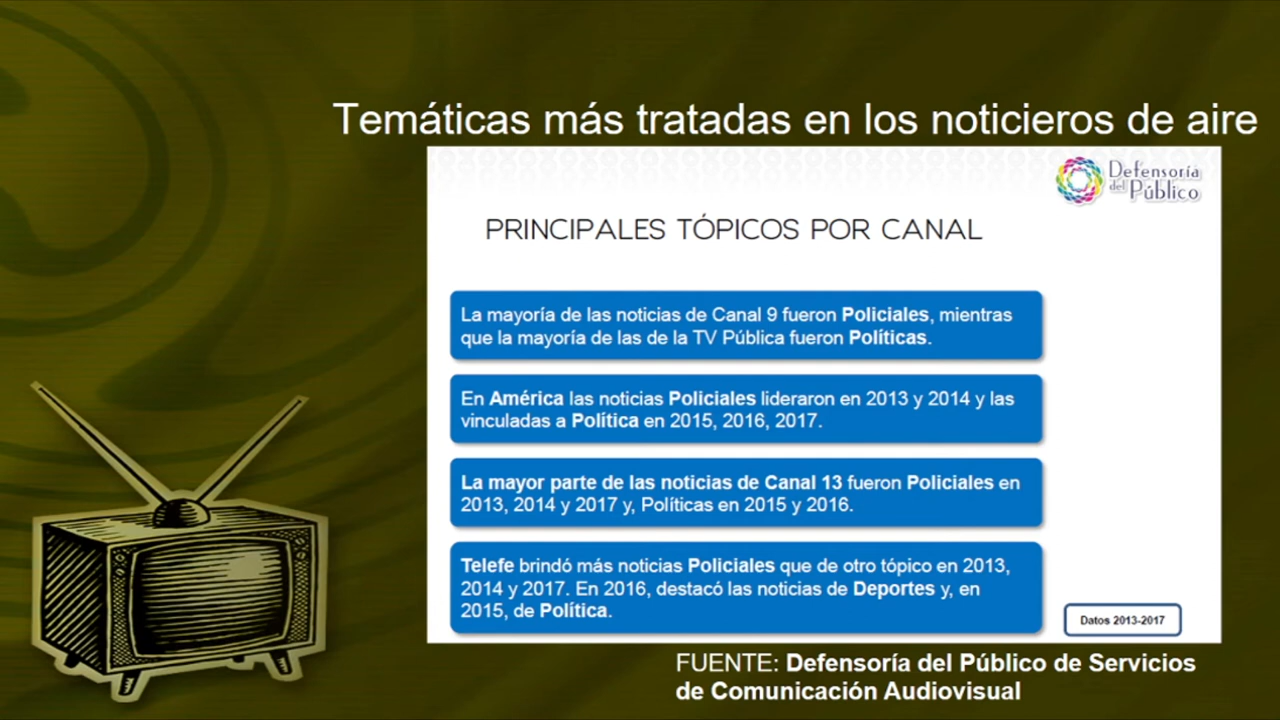 Temáticas más tratadas en los noticieros de aire
Defensoría
del Público
PRINCIPALES TÓPICOS POR CANAL
La mayoría de las noticias de Canal 9 fueron Policiales, mientras
que la mayoría de las de la TV Pública fueron Políticas.
En América las noticias Policiales lideraron en 2013 y 2014 y las
vinculadas a Política en 2015, 2016, 2017.
La mayor parte de las noticias de Canal 13 fueron Policiales en
2013, 2014 y 2017 y, Políticas en 2015 y 2016.
Telefe brindó más noticias Policiales que de otro tópico en 2013,
2014 y 2017. En 2016, destacó las noticias de Deportes y, en
2015, de Política.
Datos 2013-2017
FUENTE: Defensoría del Público de Servicios
de Comunicación Audiovisual